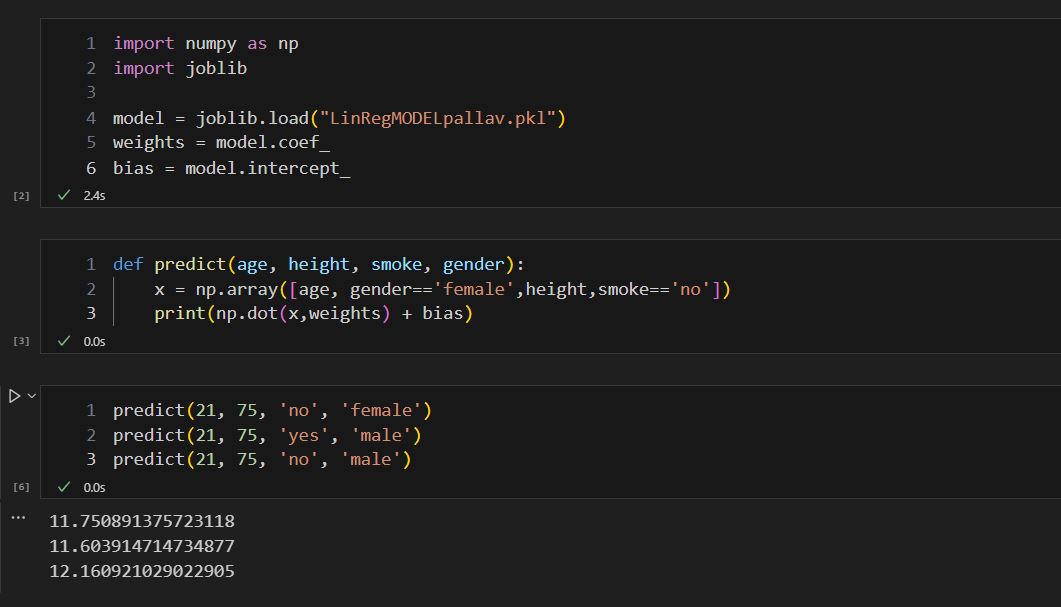 1 import numpy as np
2 import joblib
3
4 model = joblib.load("LinRegMODELpallav.pkl")
5 weights = model.coef_
6 bias = model.intercept_
[2] ✓ 2.4s
1 def predict(age, height, smoke, gender):
2     x = np.array([age, gender=='female',height,smoke=='no'])
3     print(np.dot(x,weights) + bias)
[3] ✓ 0.0s
1 predict(21, 75, 'no', 'female')
2 predict(21, 75, 'yes', 'male')
3 predict(21, 75, 'no', 'male')
[6] ✓ 0.0s
... 11.750891375723118
11.603914714734877
12.160921029022905